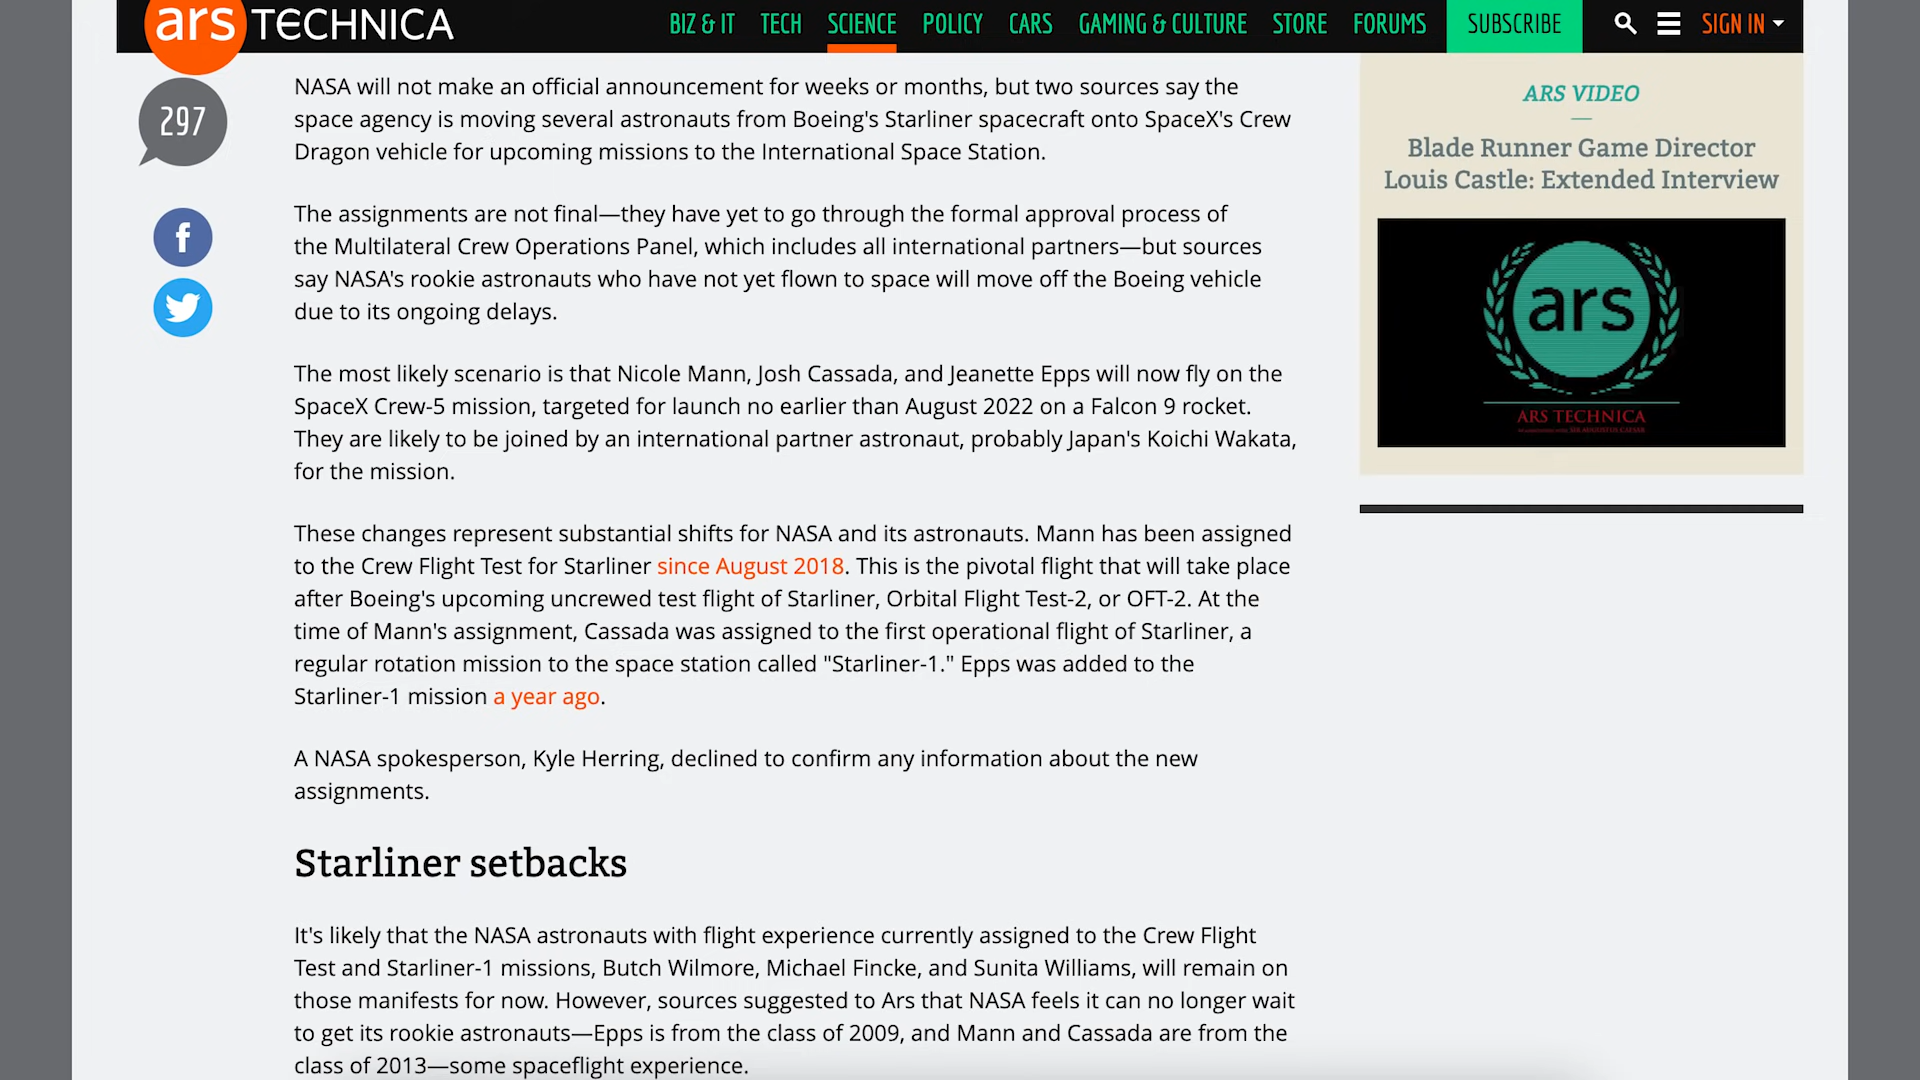 ars TECHNICA
BIZ & IT TECH SCIENCE POLICY CARS GAMING & CULTURE STORE FORUMS SUBSCRIBE SIGN IN
297
NASA will not make an official announcement for weeks or months, but two sources say the
space agency is moving several astronauts from Boeing's Starliner spacecraft onto SpaceX's Crew
Dragon vehicle for upcoming missions to the International Space Station.
The assignments are not final—they have yet to go through the formal approval process of
the Multilateral Crew Operations Panel, which includes all international partners—but sources
say NASA's rookie astronauts who have not yet flown to space will move off the Boeing vehicle
due to its ongoing delays.
The most likely scenario is that Nicole Mann, Josh Cassada, and Jeanette Epps will now fly on the
SpaceX Crew-5 mission, targeted for launch no earlier than August 2022 on a Falcon 9 rocket.
They are likely to be joined by an international partner astronaut, probably Japan's Koichi Wakata,
for the mission.
These changes represent substantial shifts for NASA and its astronauts. Mann has been assigned
to the Crew Flight Test for Starliner since August 2018. This is the pivotal flight that will take place
after Boeing's upcoming uncrewed test flight of Starliner, Orbital Flight Test-2, or OFT-2. At the
time of Mann's assignment, Cassada was assigned to the first operational flight of Starliner, a
regular rotation mission to the space station called "Starliner-1." Epps was added to the
Starliner-1 mission a year ago.
A NASA spokesperson, Kyle Herring, declined to confirm any information about the new
assignments.
Starliner setbacks
It's likely that the NASA astronauts with flight experience currently assigned to the Crew Flight
Test and Starliner-1 missions, Butch Wilmore, Michael Fincke, and Sunita Williams, will remain on
those manifests for now. However, sources suggested to Ars that NASA feels it can no longer wait
to get its rookie astronauts—Epps is from the class of 2009, and Mann and Cassada are from the
class of 2013—some spaceflight experience.
ARS VIDEO
Blade Runner Game Director
Louis Castle: Extended Interview
ars
ARS TECHNICA